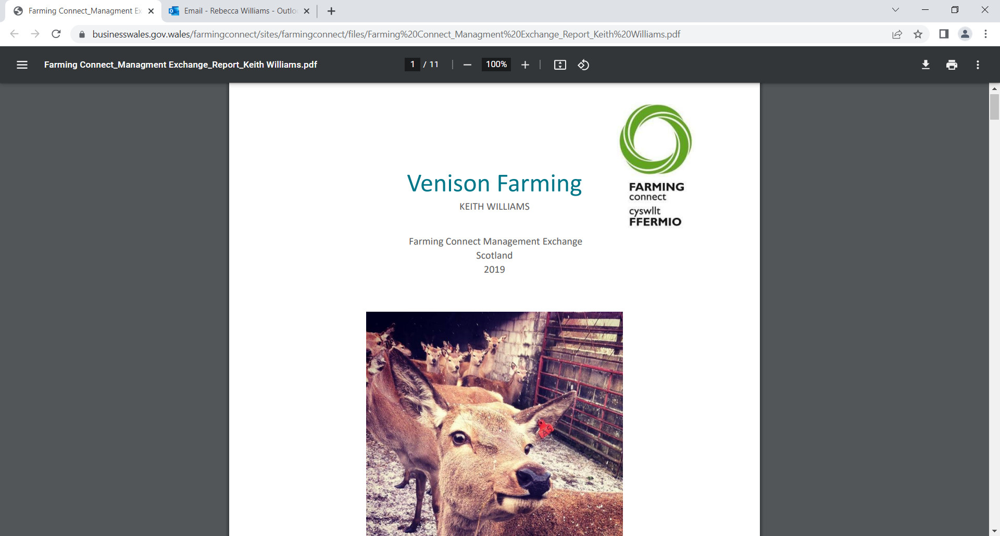 Farming Connect_Managment Ex
Email - Rebecca Williams - Outlo
businesswales.gov.wales/farmingconnect/sites/farmingconnect/files/Farming%20Connect_Managment%20Exchange_Report_Keith%20Williams.pdf
Farming Connect_Managment Exchange_Report_Keith Williams.pdf
1 / 11
100%
Venison Farming
KEITH WILLIAMS
FARMING
connect
cyswllt
FFERMIO
Farming Connect Management Exchange
Scotland
2019